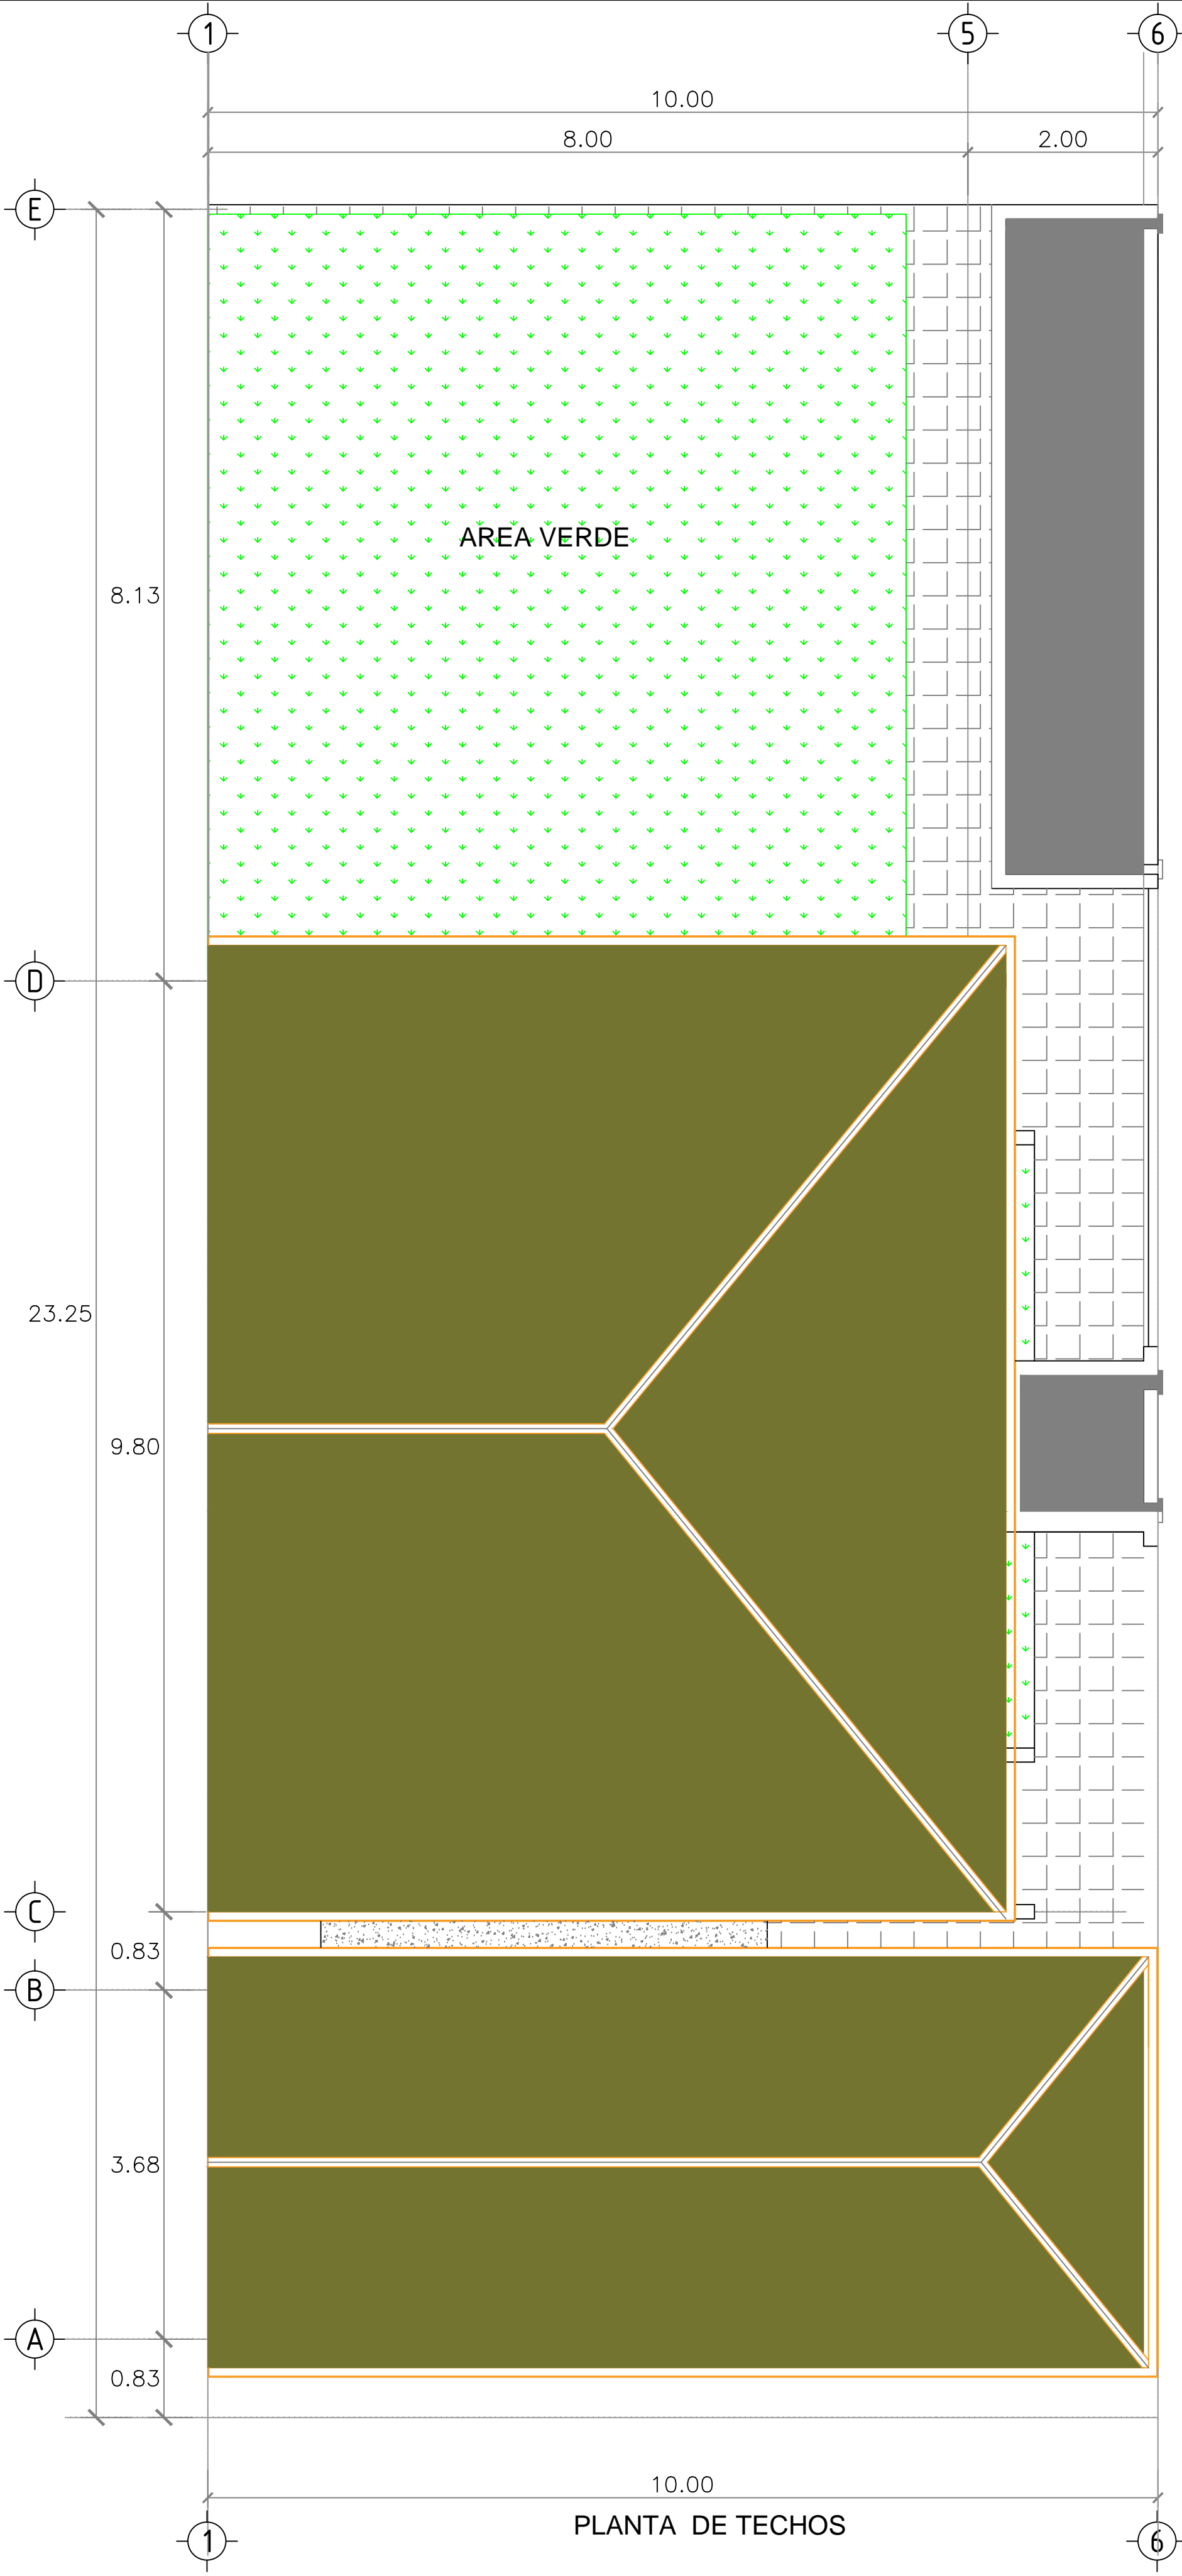 1 5 6
10.00
8.00 2.00
E
AREA VERDE
8.13
D
23.25
9.80
C
0.83
B
3.68
A
0.83
10.00
PLANTA DE TECHOS
1 6